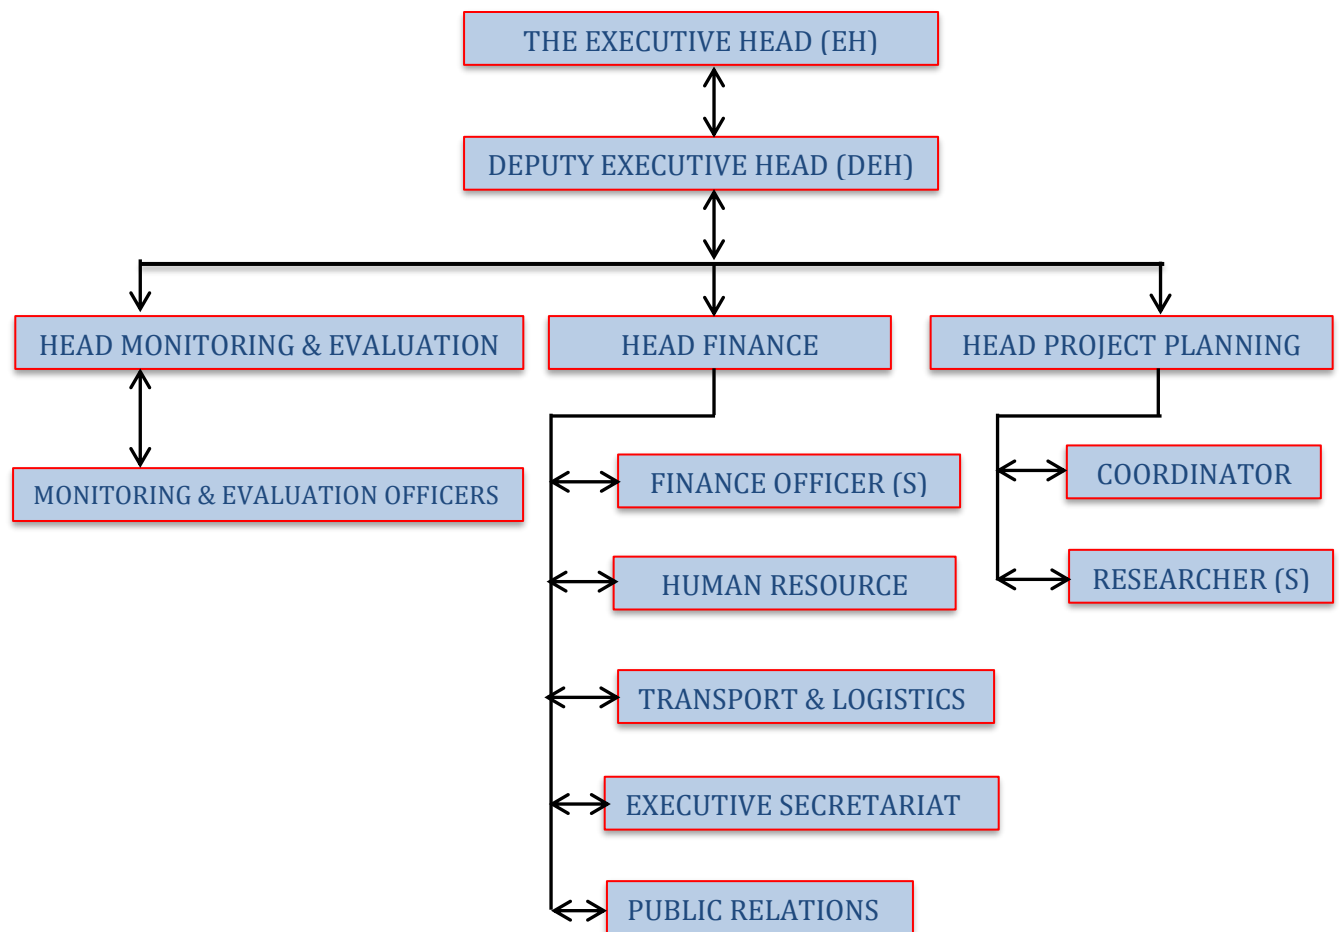 THE EXECUTIVE HEAD (EH)
DEPUTY EXECUTIVE HEAD (DEH)
HEAD MONITORING & EVALUATION
HEAD FINANCE
HEAD PROJECT PLANNING
MONITORING & EVALUATION OFFICERS
FINANCE OFFICER (S)
HUMAN RESOURCE
TRANSPORT & LOGISTICS
EXECUTIVE SECRETARIAT
PUBLIC RELATIONS
COORDINATOR
RESEARCHER (S)